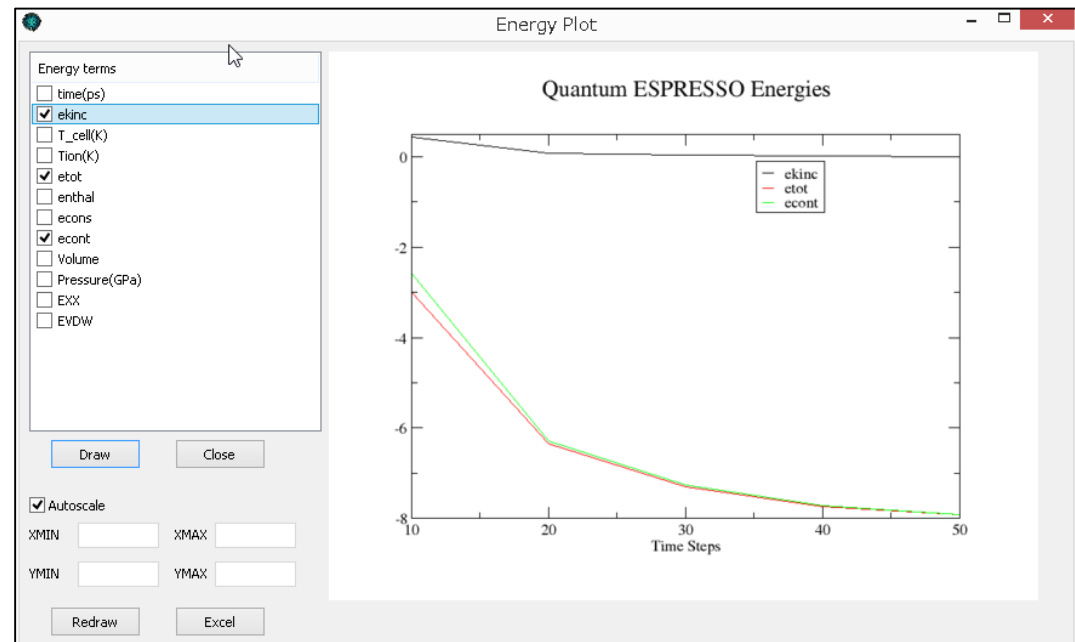 Energy Plot
Energy terms
time(ps)
ekinc
T_cell(K)
Tion(K)
etot
enthal
econs
econt
Volume
Pressure(GPa)
EXX
EVDW
Draw Close
Autoscale
XMIN XMAX
YMIN YMAX
Redraw Excel
Quantum ESPRESSO Energies
0
-2
-4
-6
-8
ekinc
etot
econt
10 20 30 40 50
Time Steps